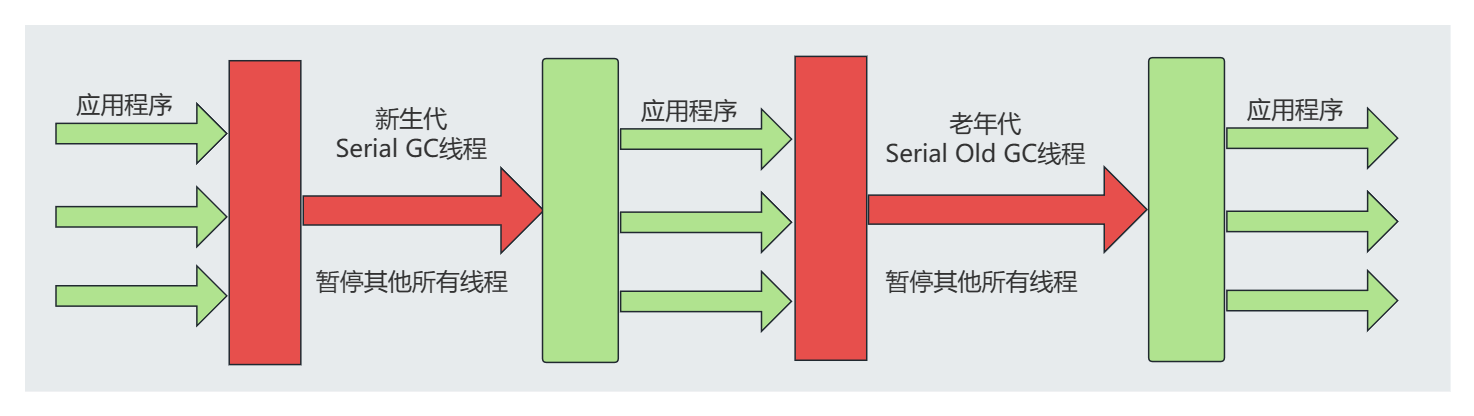 应用程序
新生代
Serial GC线程
暂停其他所有线程
应用程序
老年代
Serial Old GC线程
暂停其他所有线程
应用程序